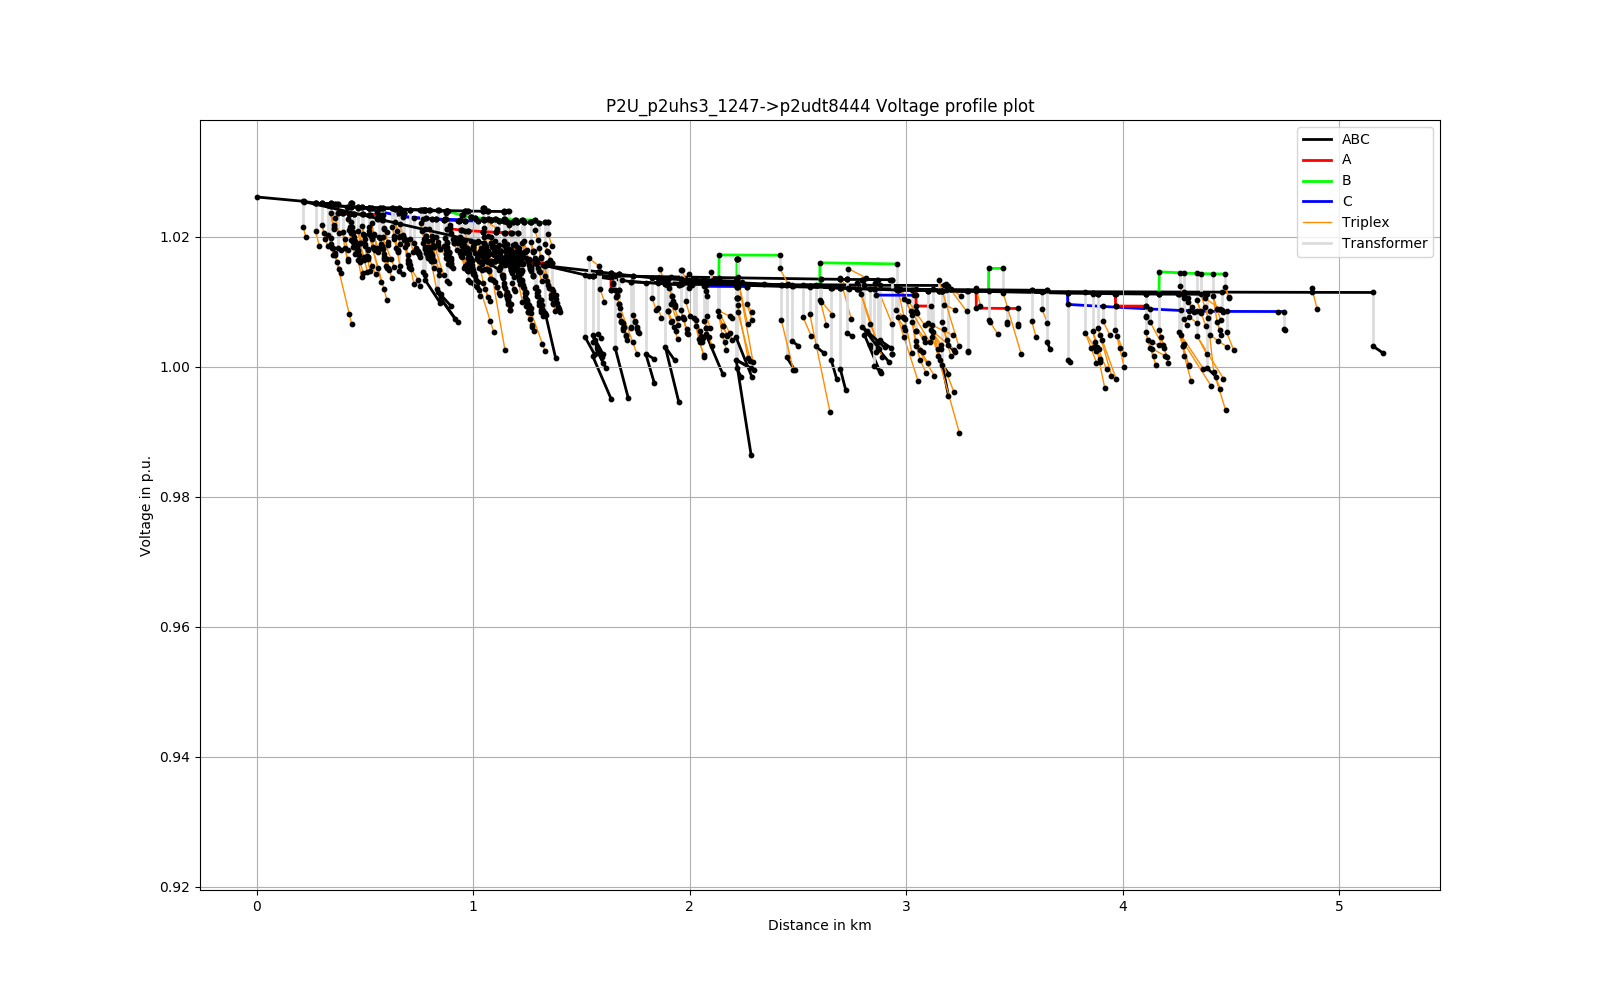 P2U_p2uhs3_1247->p2udt8444 Voltage profile plot
ABC
A
B
C
Triplex
Transformer
Voltage in p.u.
1.02
1.00
0.98
0.96
0.94
0.92
0
1
2
3
4
5
Distance in km